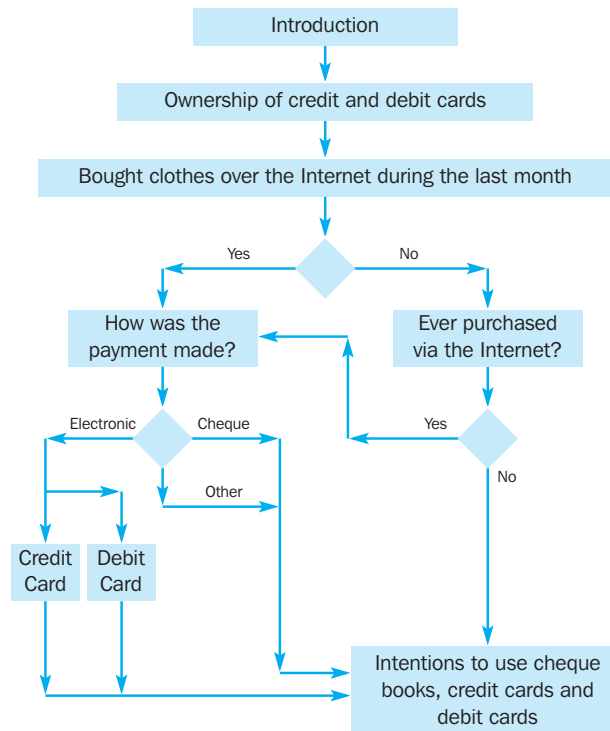 Introduction
Ownership of credit and debit cards
Bought clothes over the Internet during the last month
Yes
No
How was the
payment made?
Ever purchased
via the Internet?
Electronic
Cheque
Yes
Other
No
Credit
Card
Debit
Card
Intentions to use cheque
books, credit cards and
debit cards